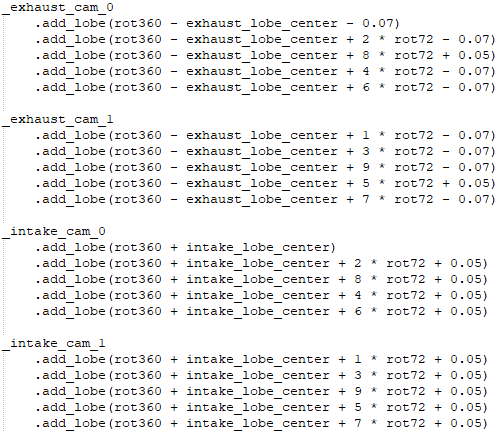 _exhaust_cam_0
.add_lobe(rot360 - exhaust_lobe_center - 0.07)
.add_lobe(rot360 - exhaust_lobe_center + 2 * rot72 - 0.07)
.add_lobe(rot360 - exhaust_lobe_center + 8 * rot72 + 0.05)
.add_lobe(rot360 - exhaust_lobe_center + 4 * rot72 - 0.07)
.add_lobe(rot360 - exhaust_lobe_center + 6 * rot72 - 0.07)
_exhaust_cam_1
.add_lobe(rot360 - exhaust_lobe_center + 1 * rot72 - 0.07)
.add_lobe(rot360 - exhaust_lobe_center + 3 * rot72 - 0.07)
.add_lobe(rot360 - exhaust_lobe_center + 9 * rot72 - 0.07)
.add_lobe(rot360 - exhaust_lobe_center + 5 * rot72 + 0.05)
.add_lobe(rot360 - exhaust_lobe_center + 7 * rot72 - 0.07)
_intake_cam_0
.add_lobe(rot360 + intake_lobe_center)
.add_lobe(rot360 + intake_lobe_center + 2 * rot72 + 0.05)
.add_lobe(rot360 + intake_lobe_center + 8 * rot72 + 0.05)
.add_lobe(rot360 + intake_lobe_center + 4 * rot72 + 0.05)
.add_lobe(rot360 + intake_lobe_center + 6 * rot72 + 0.05)
_intake_cam_1
.add_lobe(rot360 + intake_lobe_center + 1 * rot72 + 0.05)
.add_lobe(rot360 + intake_lobe_center + 3 * rot72 + 0.05)
.add_lobe(rot360 + intake_lobe_center + 9 * rot72 + 0.05)
.add_lobe(rot360 + intake_lobe_center + 5 * rot72 + 0.05)
.add_lobe(rot360 + intake_lobe_center + 7 * rot72 + 0.05)